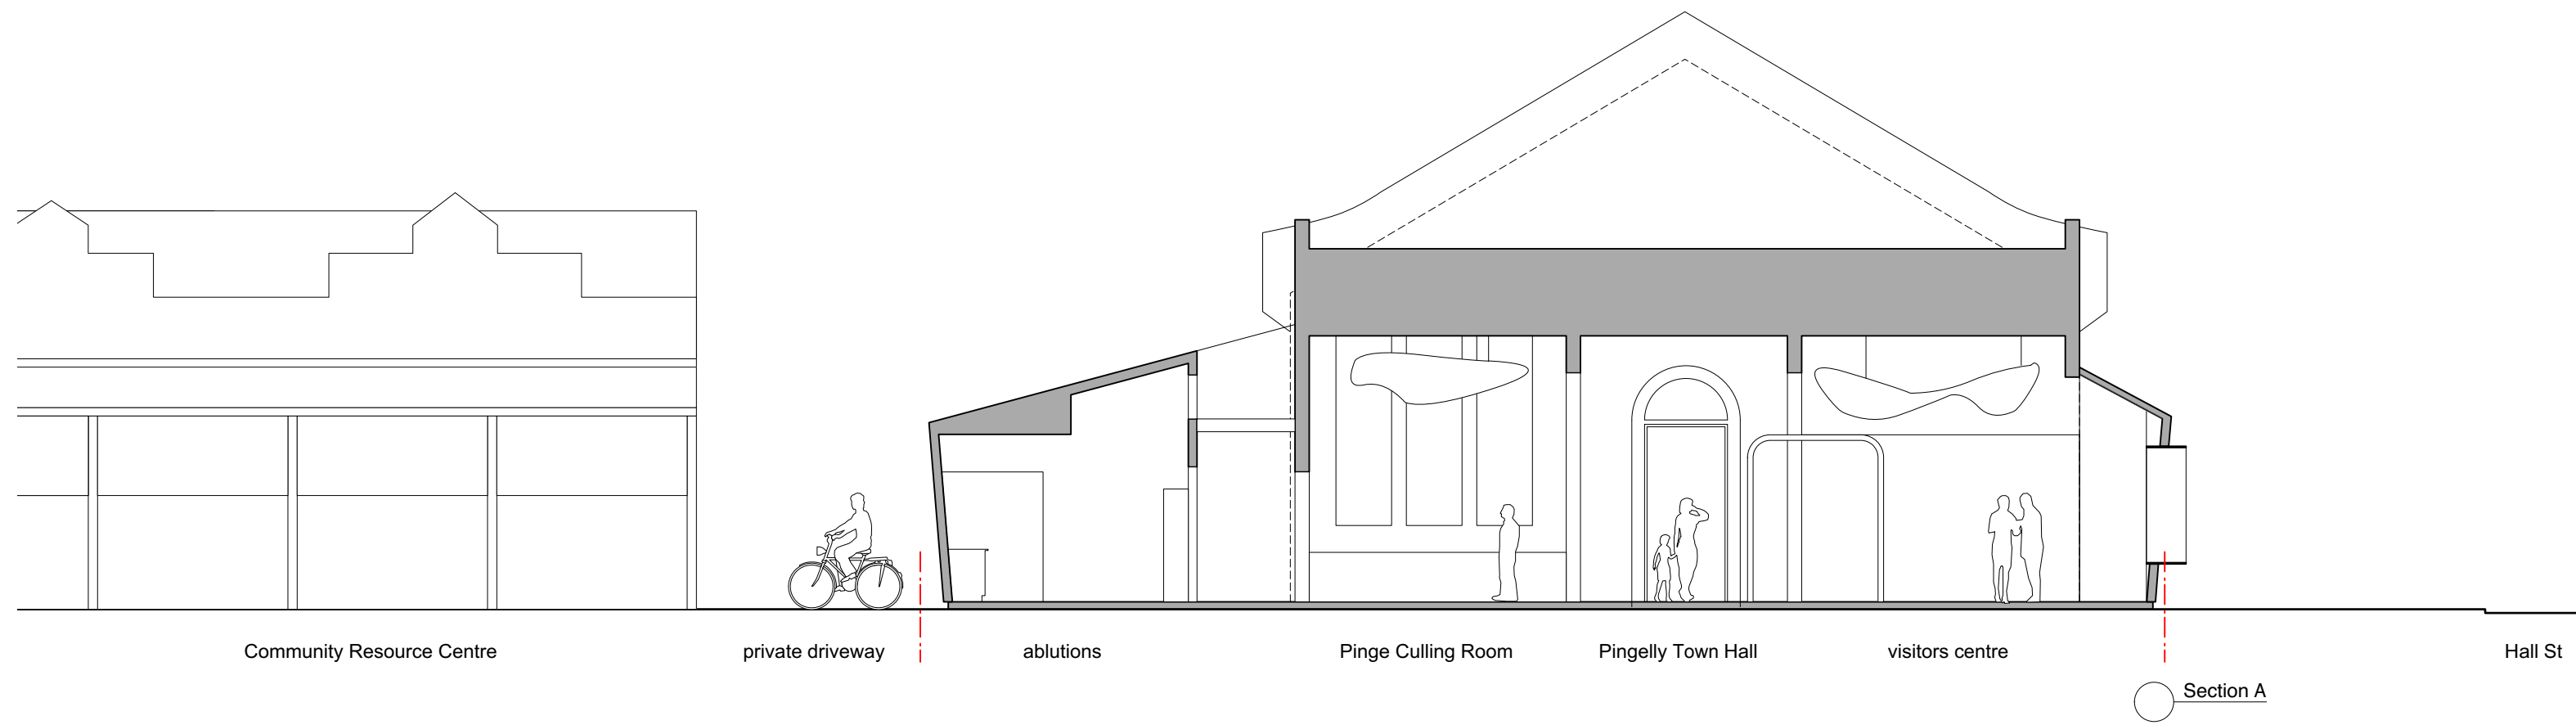 Community Resource Centre
private driveway
ablutions
Pinge Culling Room
Pingelly Town Hall
visitors centre
Hall St
Section A